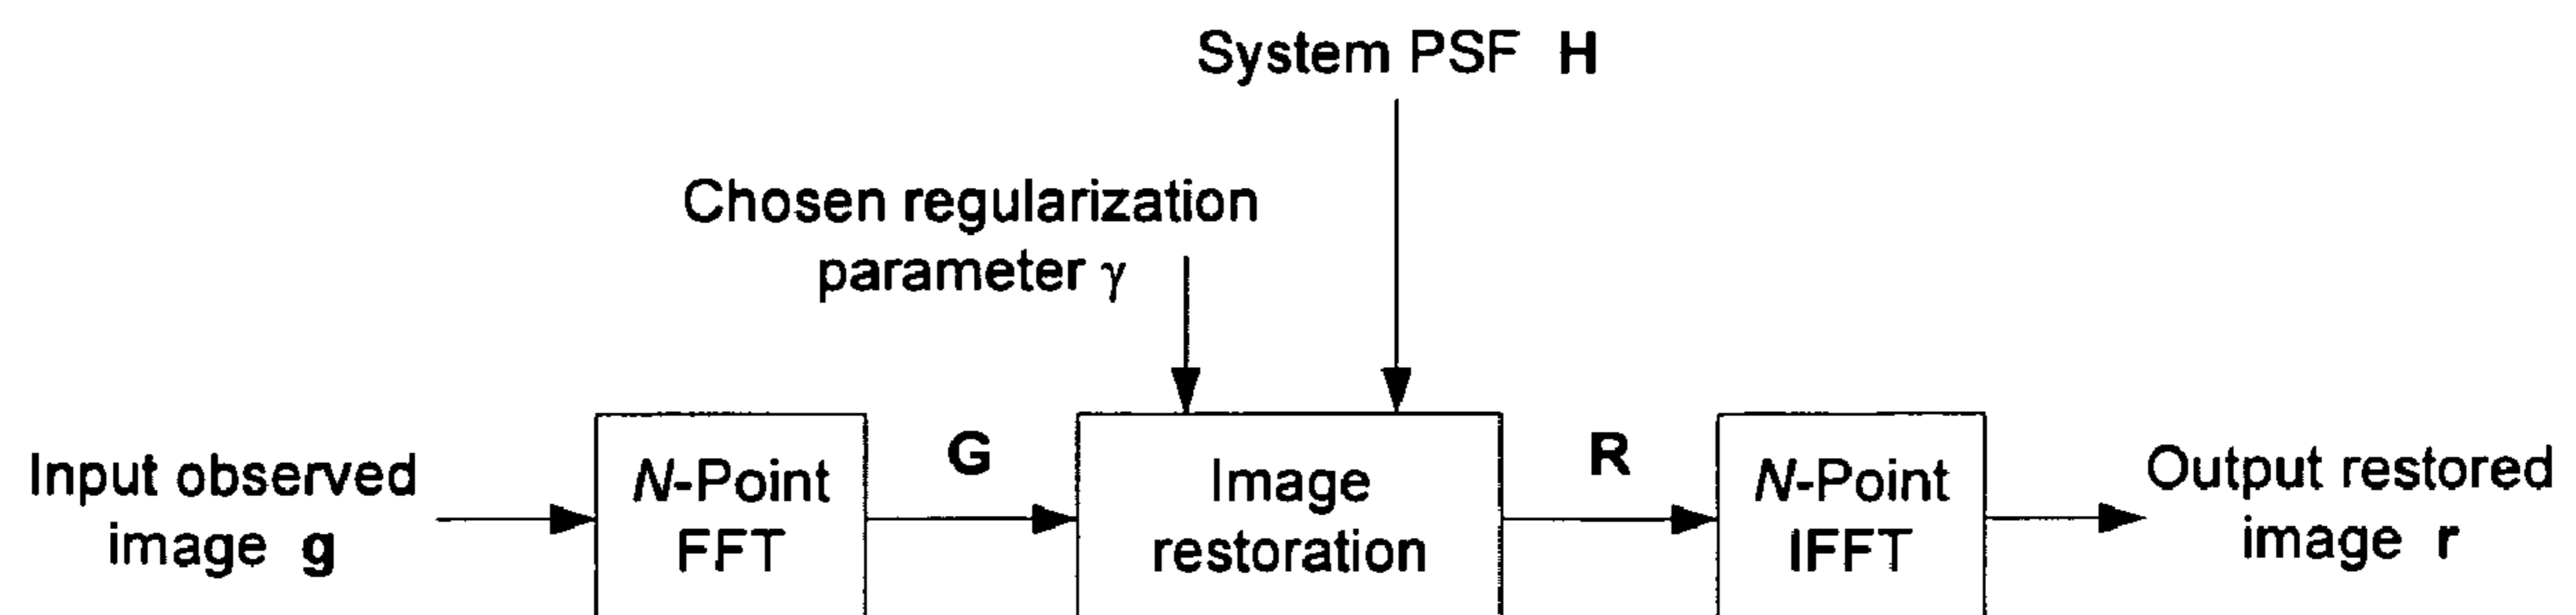 System PSF H
Chosen regularization
parameter γ
Input observed
image g
N-Point
FFT
G
Image
restoration
R
N-Point
IFFT
Output restored
image r